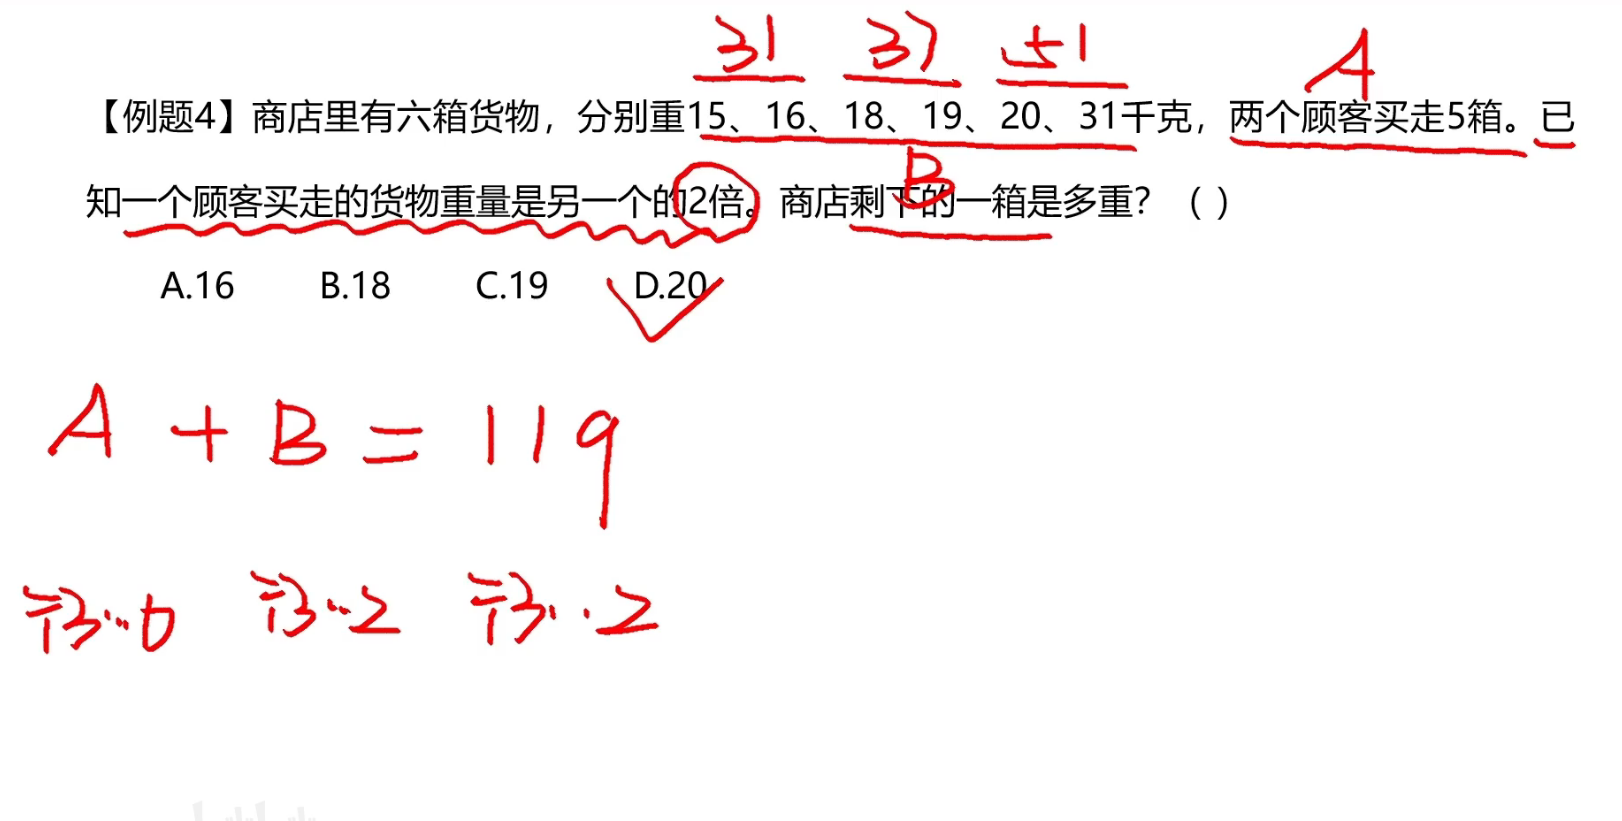 31 37 51 A
【例题4】商店里有六箱货物，分别重15、16、18、19、20、31千克，两个顾客买走5箱。已
B
知一个顾客买走的货物重量是另一个的2倍。商店剩下的一箱是多重？（ ）
A.16 B.18 C.19 D.20
A + B = 119
÷3…0 ÷3…2 ÷3…2